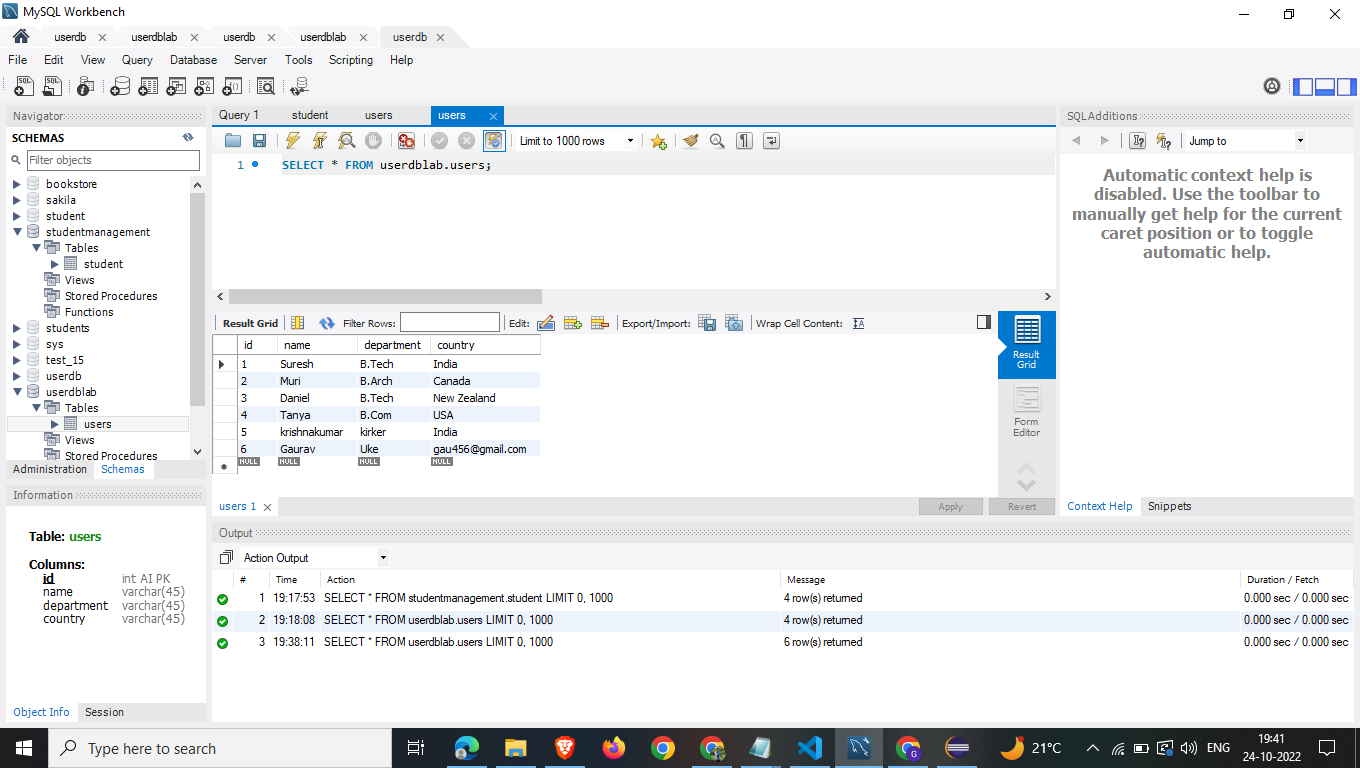 MySQL Workbench
userdb userdblab userdb userdblab userdb
File Edit View Query Database Server Tools Scripting Help
Navigator
SCHEMAS
Filter objects
bookstore
sakila
student
studentmanagement
Tables
student
Views
Stored Procedures
Functions
students
sys
test_15
userdb
userdblab
Tables
users
Views
Stored Procedures
Administration Schemas
Information
Table: users
Columns:
id int AI PK
name varchar(45)
department varchar(45)
country varchar(45)
Object Info Session
Query 1 student users users
Limit to 1000 rows
1 SELECT * FROM userdblab.users;
Result Grid Filter Rows: Edit: Export/Import: Wrap Cell Content:
id name department country
1 Suresh B.Tech India
2 Muri B.Arch Canada
3 Daniel B.Tech New Zealand
4 Tanya B.Com USA
5 krishnakumar kirker India
6 Gaurav Uke gau456@gmail.com
NULL NULL NULL NULL
Result
Grid
Form
Editor
users 1 Apply Revert
SQLAdditions
Jump to
Automatic context help is
disabled. Use the toolbar to
manually get help for the current
caret position or to toggle
automatic help.
Context Help Snippets
Output
Action Output
# Time Action Message Duration / Fetch
1 19:17:53 SELECT * FROM studentmanagement.student LIMIT 0, 1000 4 row(s) returned 0.000 sec / 0.000 sec
2 19:18:08 SELECT * FROM userdblab.users LIMIT 0, 1000 4 row(s) returned 0.000 sec / 0.000 sec
3 19:38:11 SELECT * FROM userdblab.users LIMIT 0, 1000 6 row(s) returned 0.000 sec / 0.000 sec
Type here to search
21°C
ENG
19:41
24-10-2022